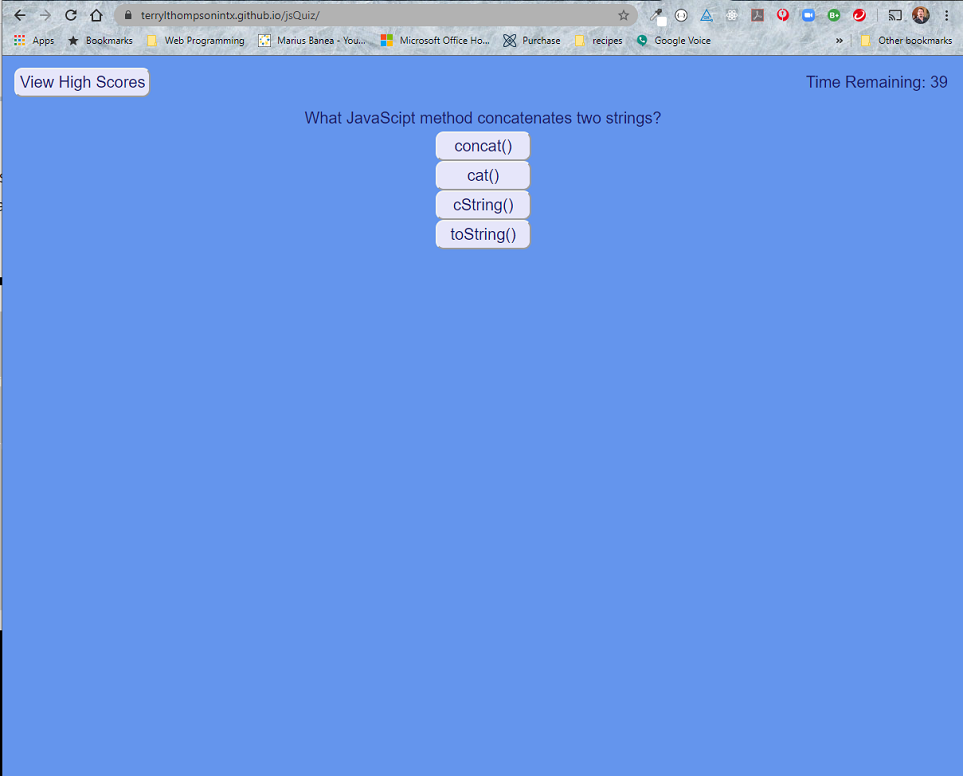 terrylthompsonintx.github.io/jsQuiz/
Apps Bookmarks Web Programming Marius Banea - You... Microsoft Office Ho... Purchase recipes Google Voice » Other bookmarks
View High Scores Time Remaining: 39
What JavaScipt method concatenates two strings?
concat()
cat()
cString()
toString()